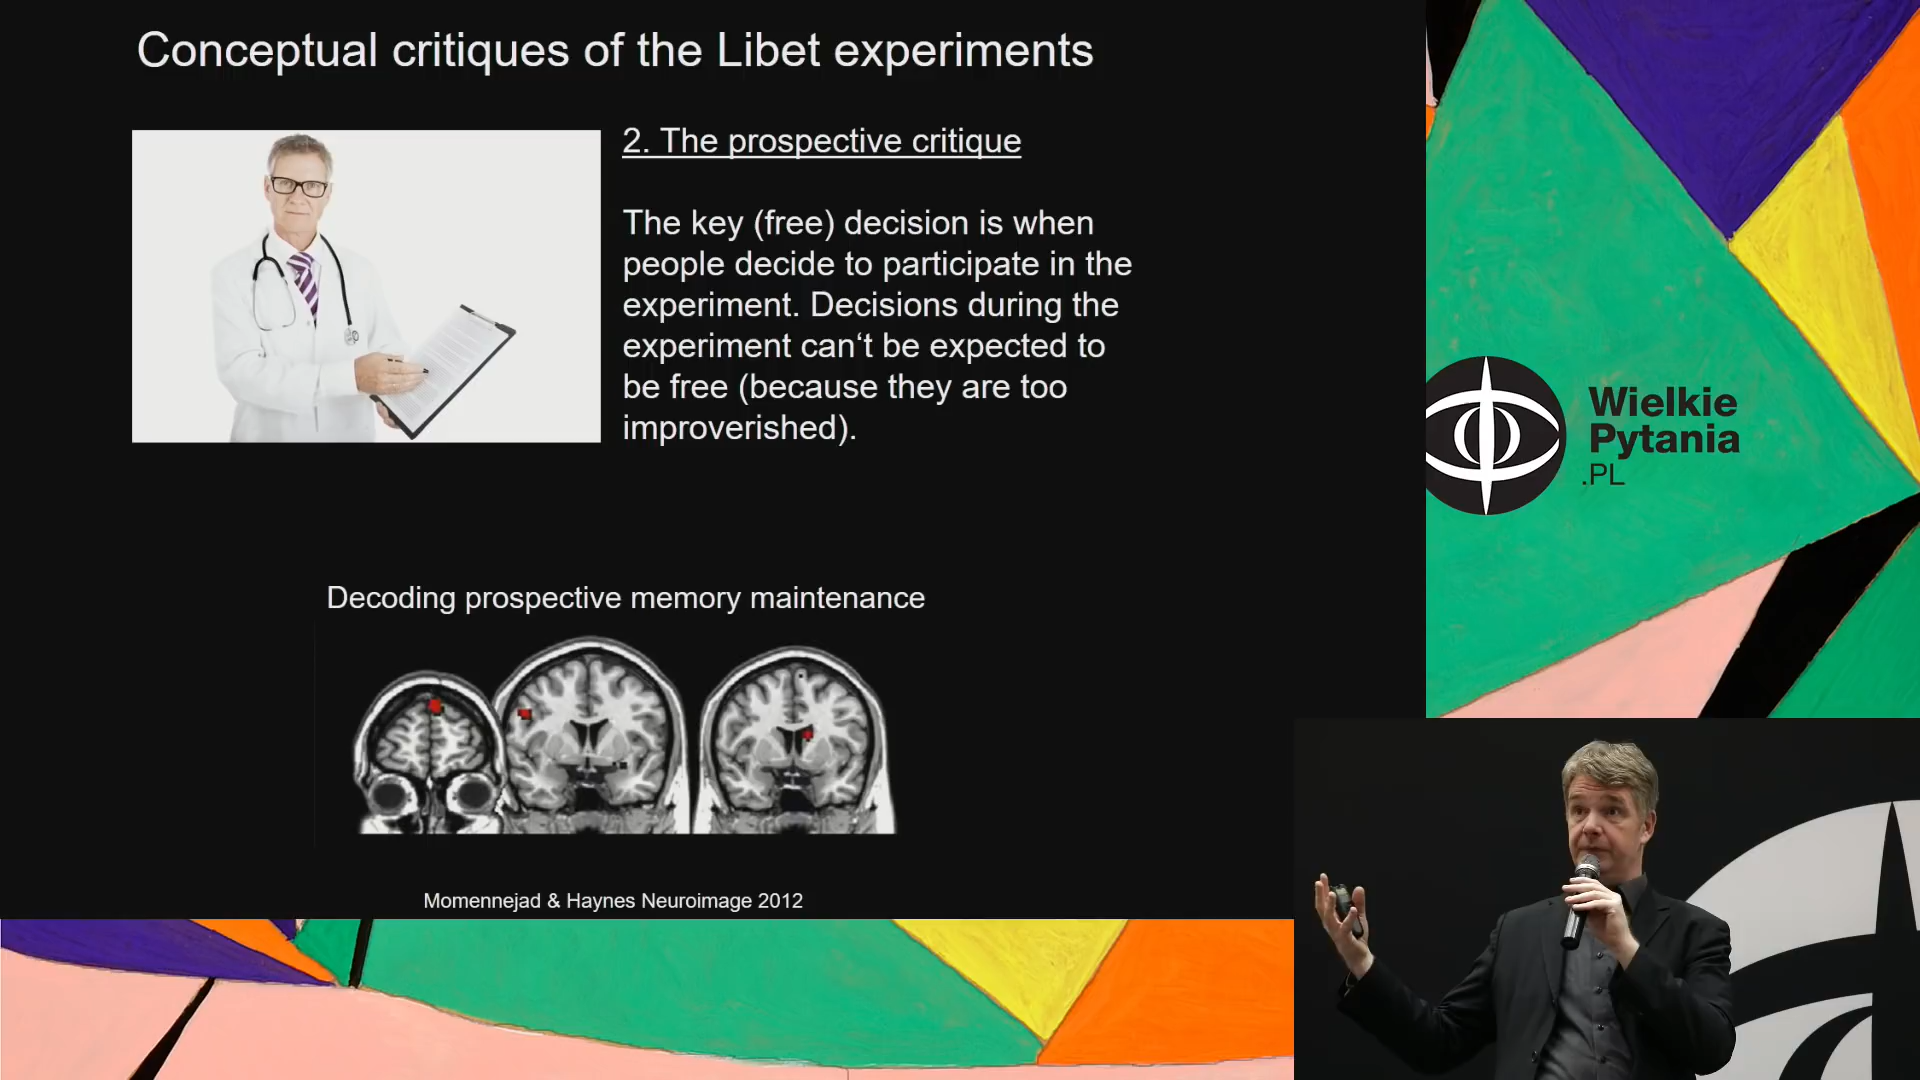 Conceptual critiques of the Libet experiments
2. The prospective critique
The key (free) decision is when
people decide to participate in the
experiment. Decisions during the
experiment can‘t be expected to
be free (because they are too
improverished).
Decoding prospective memory maintenance
Momennejad & Haynes Neuroimage 2012
Wielkie
Pytania
.PL